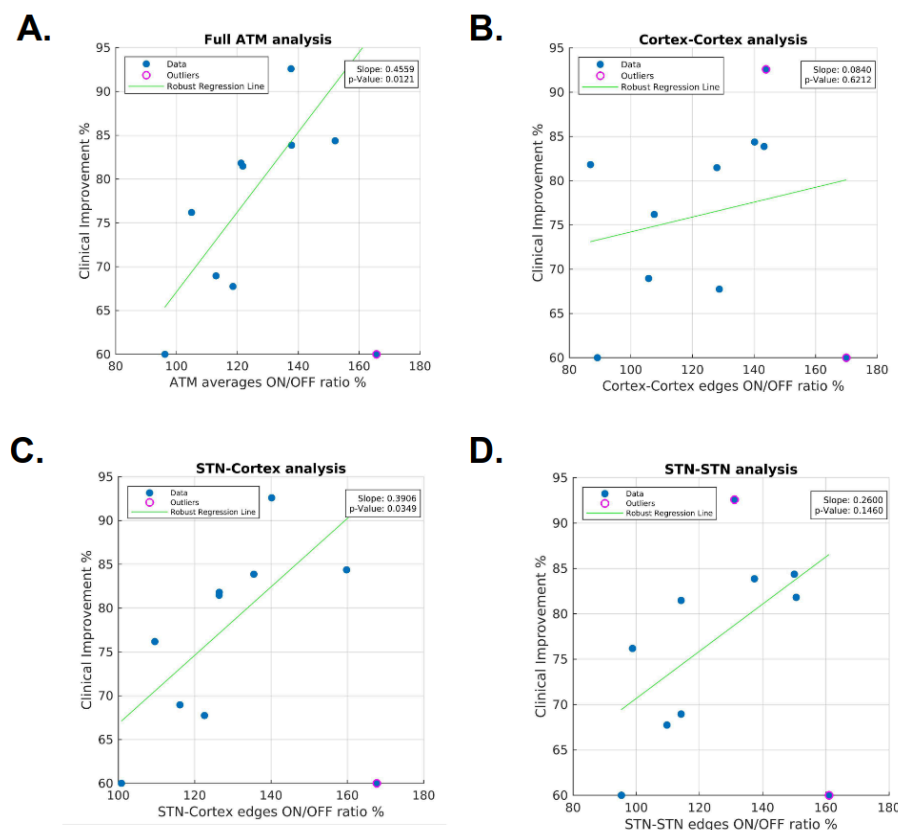 A.
Full ATM analysis
95
90
85
80
75
70
65
60
Clinical Improvement %
Data
Outliers
Robust Regression Line
Slope: 0.4559
p-Value: 0.0121
80 100 120 140 160 180
ATM averages ON/OFF ratio %
B.
Cortex-Cortex analysis
95
90
85
80
75
70
65
60
Clinical Improvement %
Data
Outliers
Robust Regression Line
Slope: 0.0840
p-Value: 0.6212
80 100 120 140 160 180
Cortex-Cortex edges ON/OFF ratio %
C.
STN-Cortex analysis
95
90
85
80
75
70
65
60
Clinical Improvement %
Data
Outliers
Robust Regression Line
Slope: 0.3906
p-Value: 0.0349
100 120 140 160 180
STN-Cortex edges ON/OFF ratio %
D.
STN-STN analysis
95
90
85
80
75
70
65
60
Clinical Improvement %
Data
Outliers
Robust Regression Line
Slope: 0.2600
p-Value: 0.1460
80 100 120 140 160 180
STN-STN edges ON/OFF ratio %